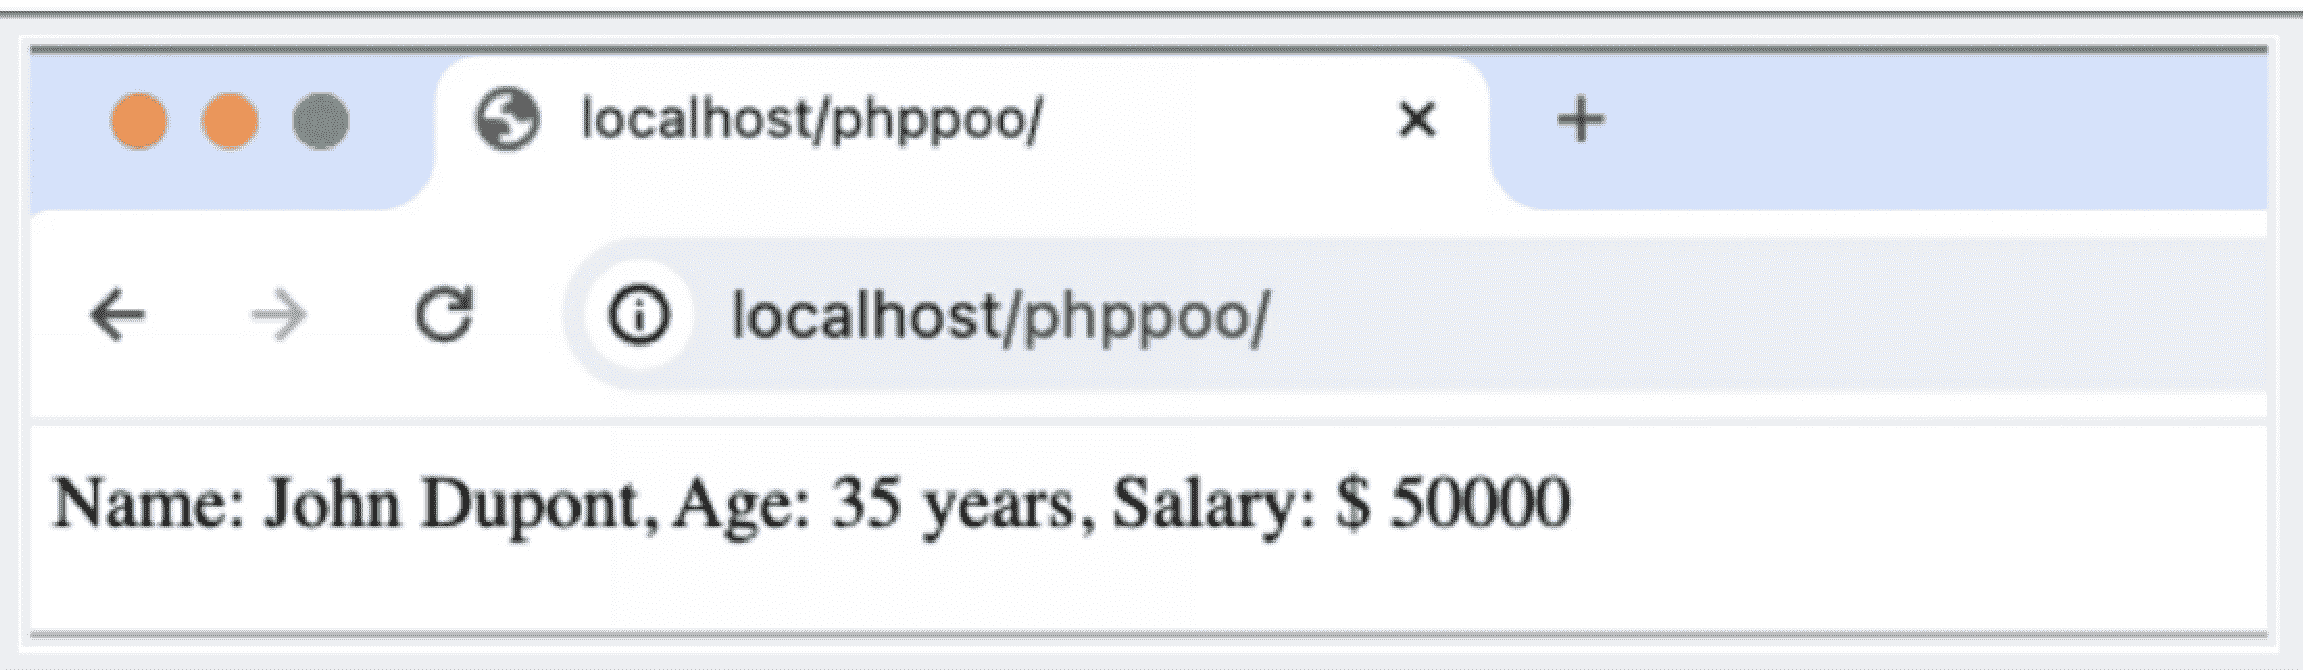 localhost/phppoo/
localhost/phppoo/
Name: John Dupont, Age: 35 years, Salary: $ 50000